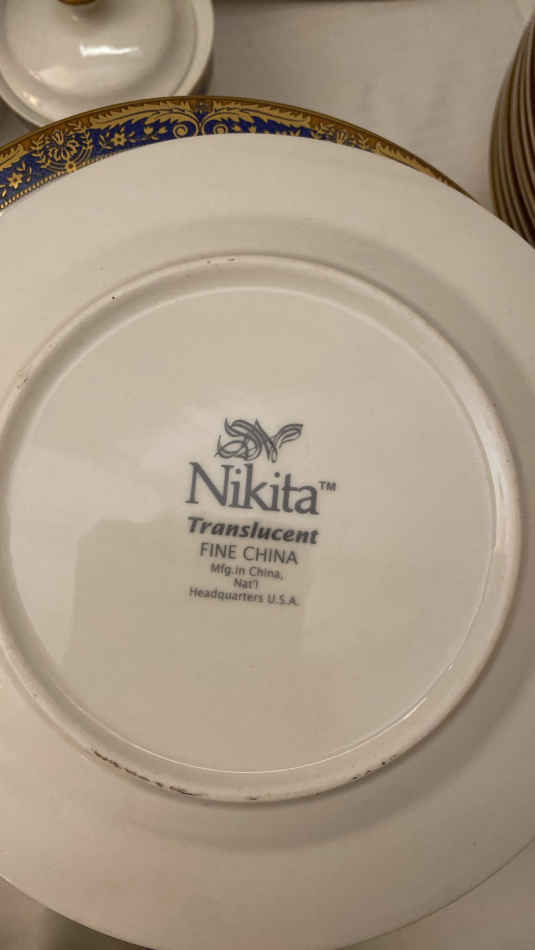 Nikita™
Translucent
FINE CHINA
Mfg.in China,
Nat'l
Headquarters U.S.A.